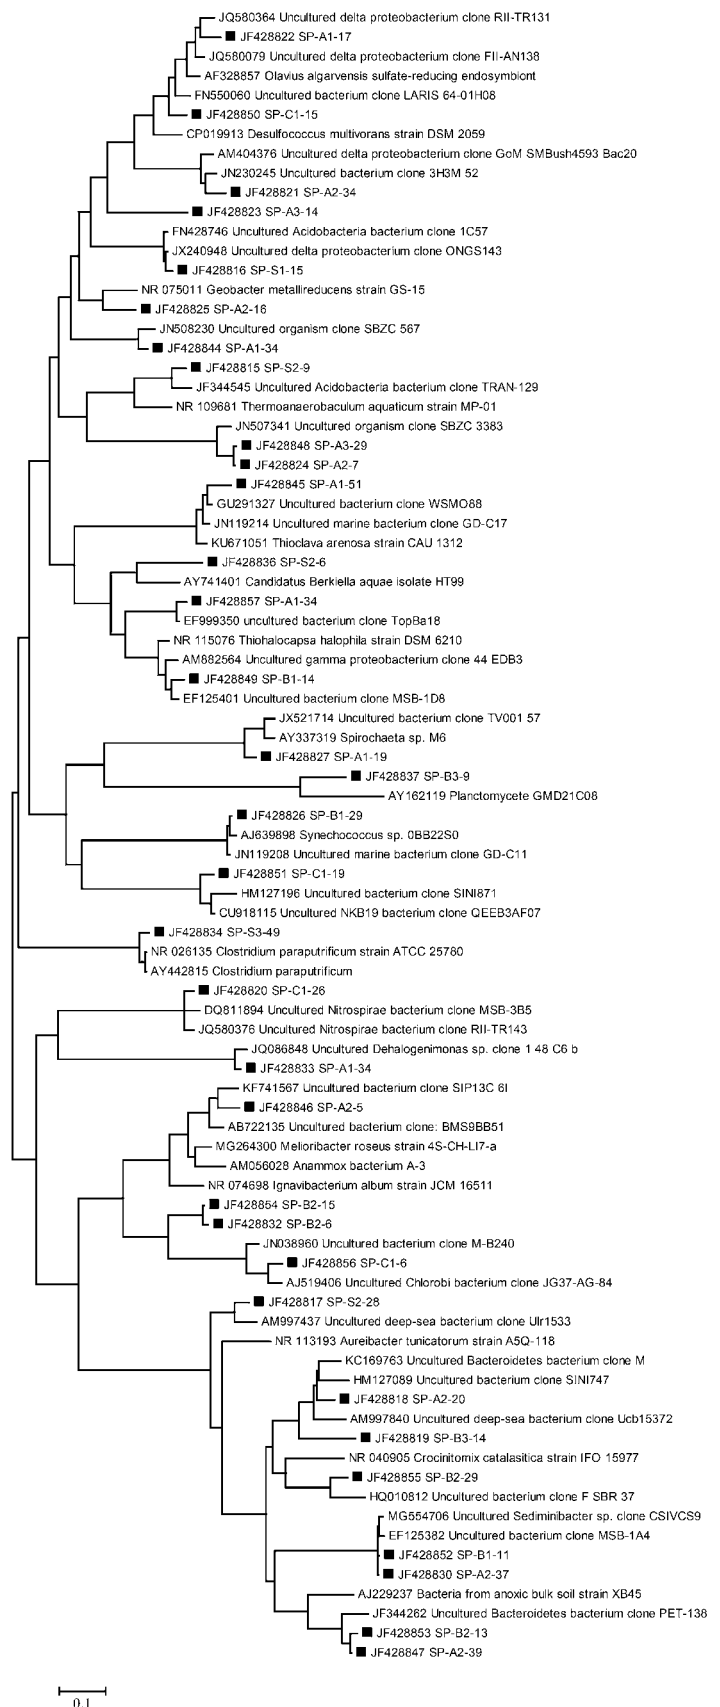 JQ580364 Uncultured delta proteobacterium clone RII-TR131
JF428822 SP-A1-17
JQ580079 Uncultured delta proteobacterium clone FII-AN138
AF328857 Olavius algarvensis sulfate-reducing endosymbiont
FN550060 Uncultured bacterium clone LARIS 64-01H08
JF428850 SP-C1-15
CP019913 Desulfococcus multivorans strain DSM 2059
AM404376 Uncultured delta proteobacterium clone GoM SMBush4593 Bac20
JN230245 Uncultured bacterium clone 3H3M 52
JF428821 SP-A2-34
JF428823 SP-A3-14
FN428746 Uncultured Acidobacteria bacterium clone 1C57
JX240948 Uncultured delta proteobacterium clone ONGS143
JF428816 SP-S1-15
NR 075011 Geobacter metallireducens strain GS-15
JF428825 SP-A2-16
JN508230 Uncultured organism clone SBZC 567
JF428844 SP-A1-34
JF428815 SP-S2-9
JF344545 Uncultured Acidobacteria bacterium clone TRAN-129
NR 109681 Thermoanaerobaculum aquaticum strain MP-01
JN507341 Uncultured organism clone SBZC 3383
JF428848 SP-A3-29
JF428824 SP-A2-7
JF428845 SP-A1-51
GU291327 Uncultured bacterium clone WSMO88
JN119214 Uncultured marine bacterium clone GD-C17
KU671051 Thioclava arenosa strain CAU 1312
JF428836 SP-S2-6
AY741401 Candidatus Berkiella aquae isolate HT99
JF428857 SP-A1-34
EF999350 uncultured bacterium clone TopBa18
NR 115076 Thiohalocapsa halophila strain DSM 6210
AM882564 Uncultured gamma proteobacterium clone 44 EDB3
JF428849 SP-B1-14
EF125401 Uncultured bacterium clone MSB-1D8
JX521714 Uncultured bacterium clone TV001 57
AY337319 Spirochaeta sp. M6
JF428827 SP-A1-19
JF428837 SP-B3-9
AY162119 Planctomycete GMD21C08
JF428826 SP-B1-29
AJ639898 Synechococcus sp. 0BB22S0
JN119208 Uncultured marine bacterium clone GD-C11
JF428851 SP-C1-19
HM127196 Uncultured bacterium clone SINI871
CU918115 Uncultured NKB19 bacterium clone QEEB3AF07
JF428834 SP-S3-49
NR 026135 Clostridium paraputrificum strain ATCC 25780
AY442815 Clostridium paraputrificum
JF428820 SP-C1-26
DQ811894 Uncultured Nitrospirae bacterium clone MSB-3B5
JQ580376 Uncultured Nitrospirae bacterium clone RII-TR143
JQ086848 Uncultured Dehalogenimonas sp. clone 1 48 C6 b
JF428833 SP-A1-34
KF741567 Uncultured bacterium clone SIP13C 6I
JF428846 SP-A2-5
AB722135 Uncultured bacterium clone: BMS9BB51
MG264300 Melioribacter roseus strain 4S-CH-LI7-a
AM056028 Anammox bacterium A-3
NR 074698 Ignavibacterium album strain JCM 16511
JF428854 SP-B2-15
JF428832 SP-B2-6
JN038960 Uncultured bacterium clone M-B240
JF428856 SP-C1-6
AJ519406 Uncultured Chlorobi bacterium clone JG37-AG-84
JF428817 SP-S2-28
AM997437 Uncultured deep-sea bacterium clone Ulr1533
NR 113193 Aureibacter tunicatorum strain A5Q-118
KC169763 Uncultured Bacteroidetes bacterium clone M
HM127089 Uncultured bacterium clone SINI747
JF428818 SP-A2-20
AM997840 Uncultured deep-sea bacterium clone Ucb15372
JF428819 SP-B3-14
NR 040905 Crocinitomix catalasitica strain IFO 15977
JF428855 SP-B2-29
HQ010812 Uncultured bacterium clone F SBR 37
MG554706 Uncultured Sediminibacter sp. clone CSIVCS9
EF125382 Uncultured bacterium clone MSB-1A4
JF428852 SP-B1-11
JF428830 SP-A2-37
AJ229237 Bacteria from anoxic bulk soil strain XB45
JF344262 Uncultured Bacteroidetes bacterium clone PET-138
JF428853 SP-B2-13
JF428847 SP-A2-39
0.1